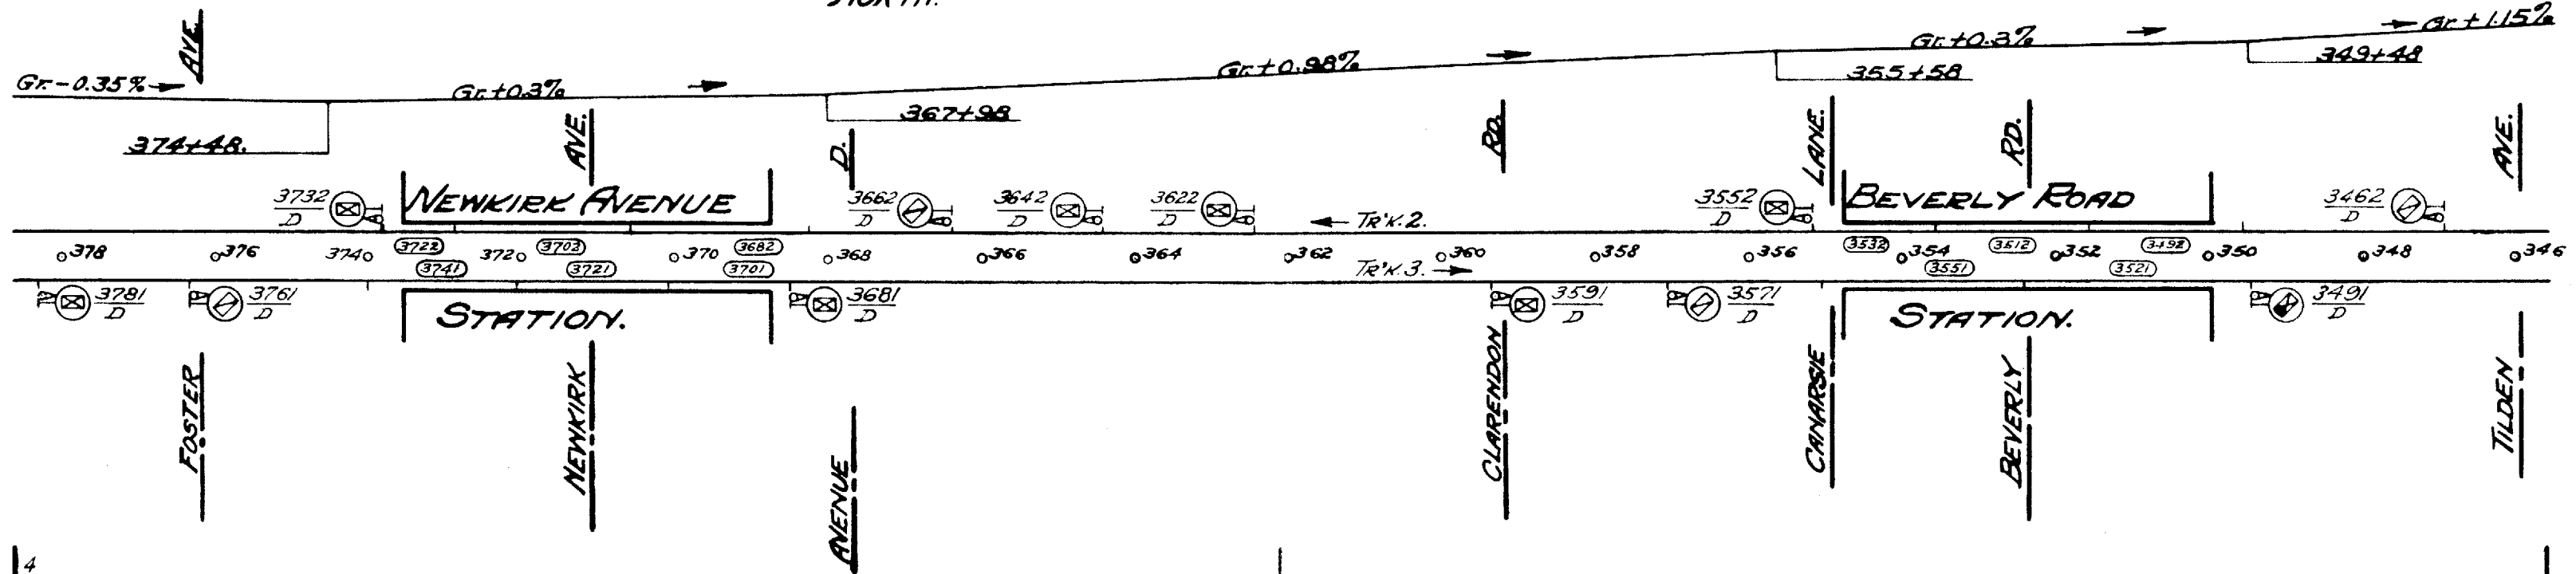 NORTH.
Gr. + 1.15%
349+48
Gr. + 0.3%
355+58
Gr. + 0.98%
367+98
Gr. + 0.3%
374+48.
Gr. - 0.35%
AVE.
AVE.
D.
RD.
LANE.
RD.
AVE.
3732
D
NEWKIRK AVENUE
3662
D
3642
D
3622
D
3552
D
BEVERLY ROAD
3462
D
TR'K. 2.
378 376 374 3722 372 3702 370 3682 368 366 364 362 360 358 356 3532 354 3512 352 3492 350 348 346
3741 3721 3701 TR'K. 3. 3551 3521
3781
D
3761
D
STATION.
3681
D
3591
D
3571
D
STATION.
3491
D
FOSTER
NEWKIRK
AVENUE
CLARENDON
CANARSIE
BEVERLY
TILDEN
4